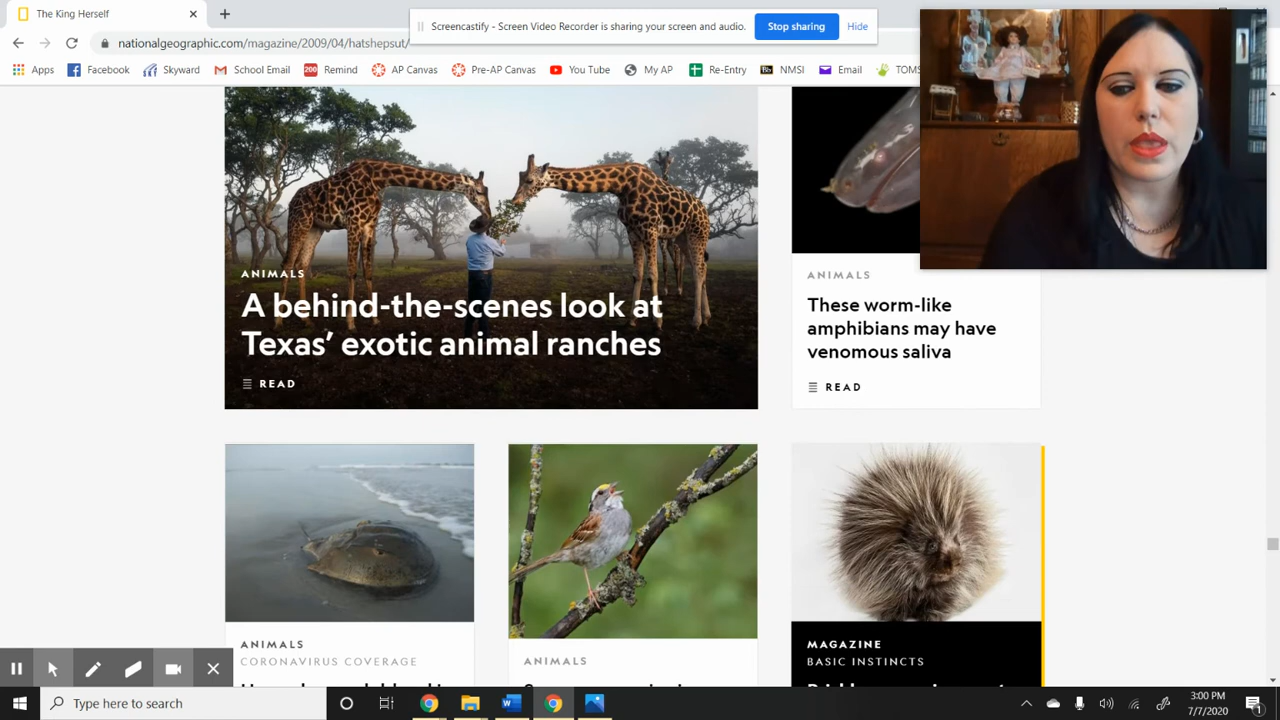 The King Herself
Screencastify - Screen Video Recorder is sharing your screen and audio.
Stop sharing
Hide
nationalgeographic.com/magazine/2009/04/hatshepsut/
Apps
Facebook
Skyward
School Email
200 Remind
AP Canvas
Pre-AP Canvas
You Tube
My AP
Re-Entry
NMSI
Email
TOMS
ANIMALS
A behind-the-scenes look at
Texas' exotic animal ranches
READ
ANIMALS
These worm-like
amphibians may have
venomous saliva
READ
ANIMALS
CORONAVIRUS COVERAGE
ANIMALS
MAGAZINE
BASIC INSTINCTS
Type here to search
3:00 PM
7/7/2020